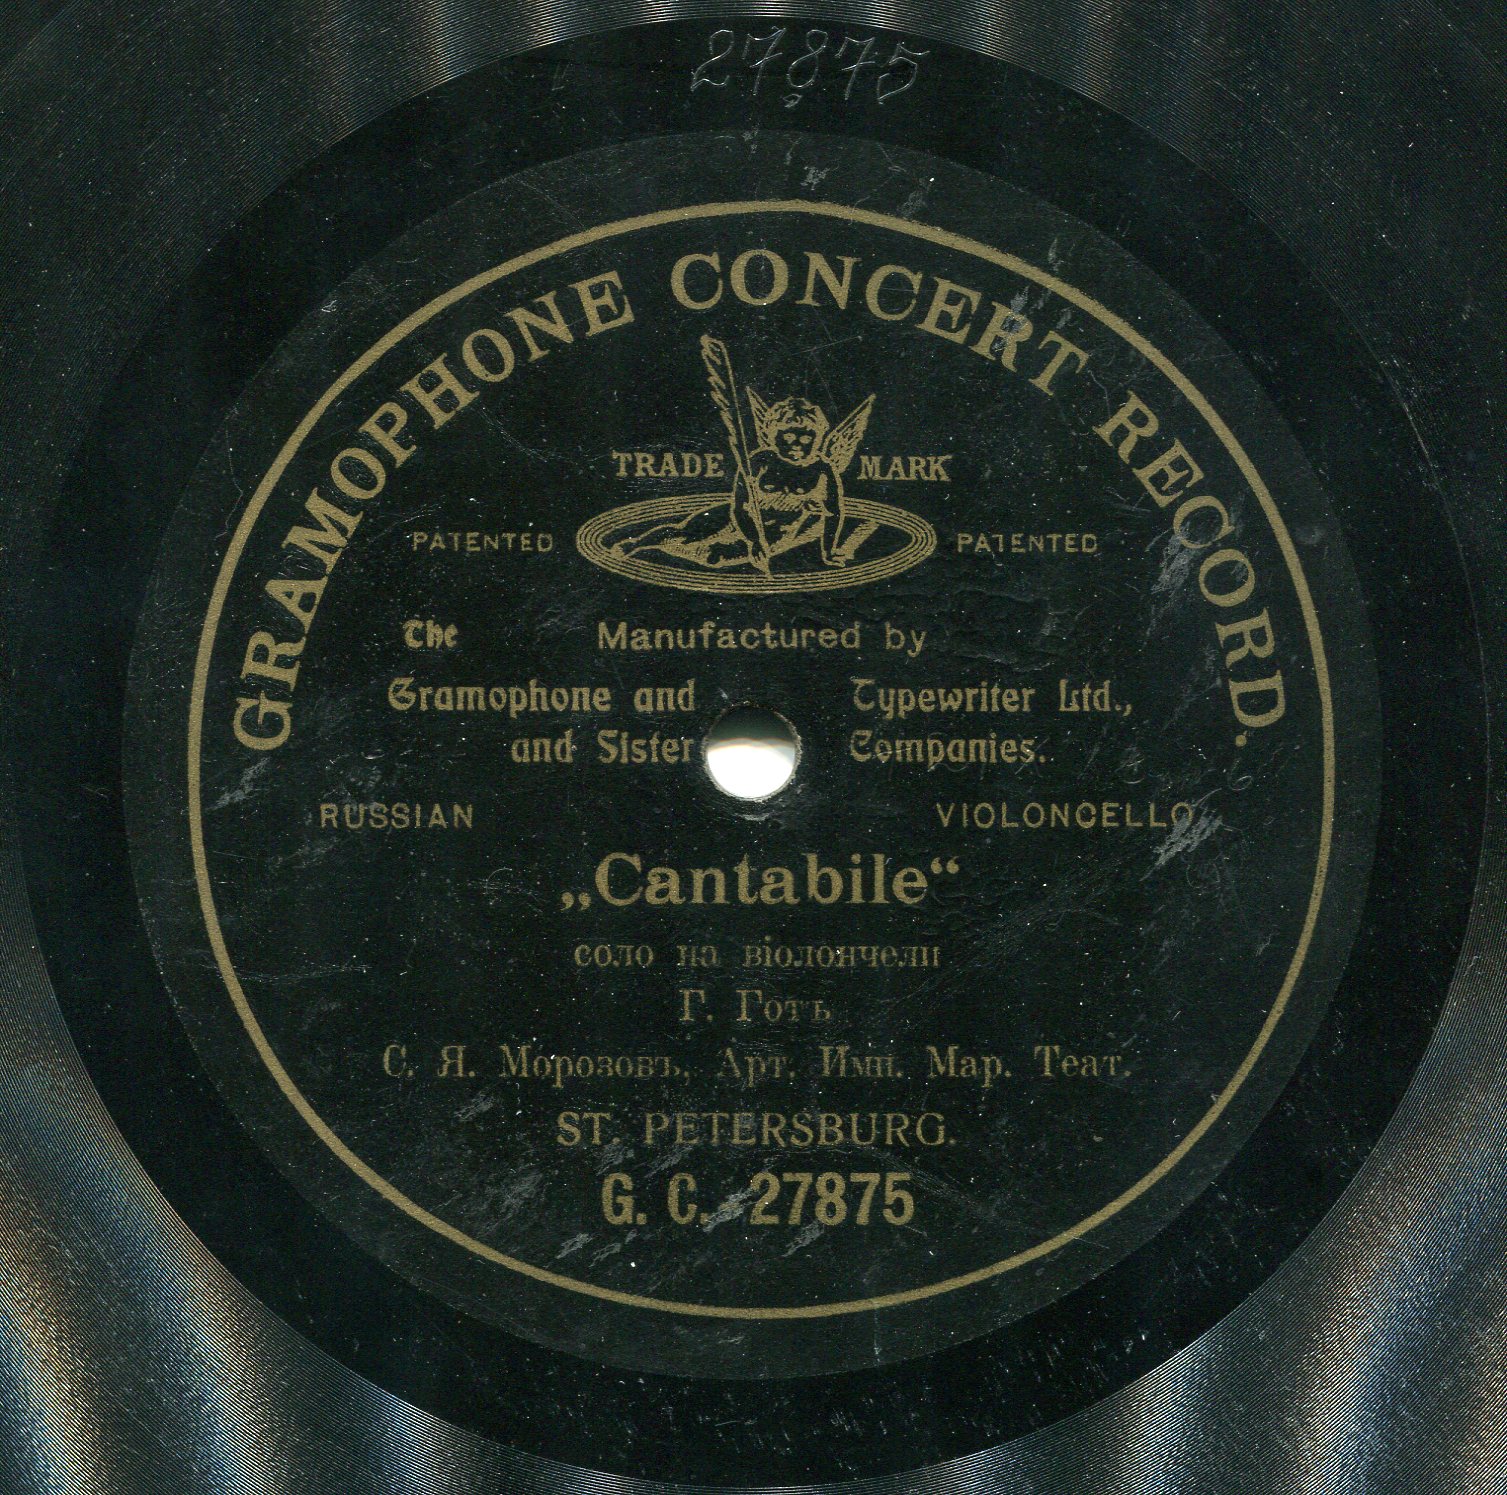 27875
GRAMOPHONE CONCERT RECORD.
TRADE MARK
PATENTED PATENTED
The Manufactured by
Gramophone and Typewriter Ltd.,
and Sister Companies.
RUSSIAN VIOLONCELLO
„Cantabile“
соло на віолончели
Г. Готъ
С. Я. Морозовъ, Арт. Имп. Мар. Теат.
ST. PETERSBURG.
G. C. 27875